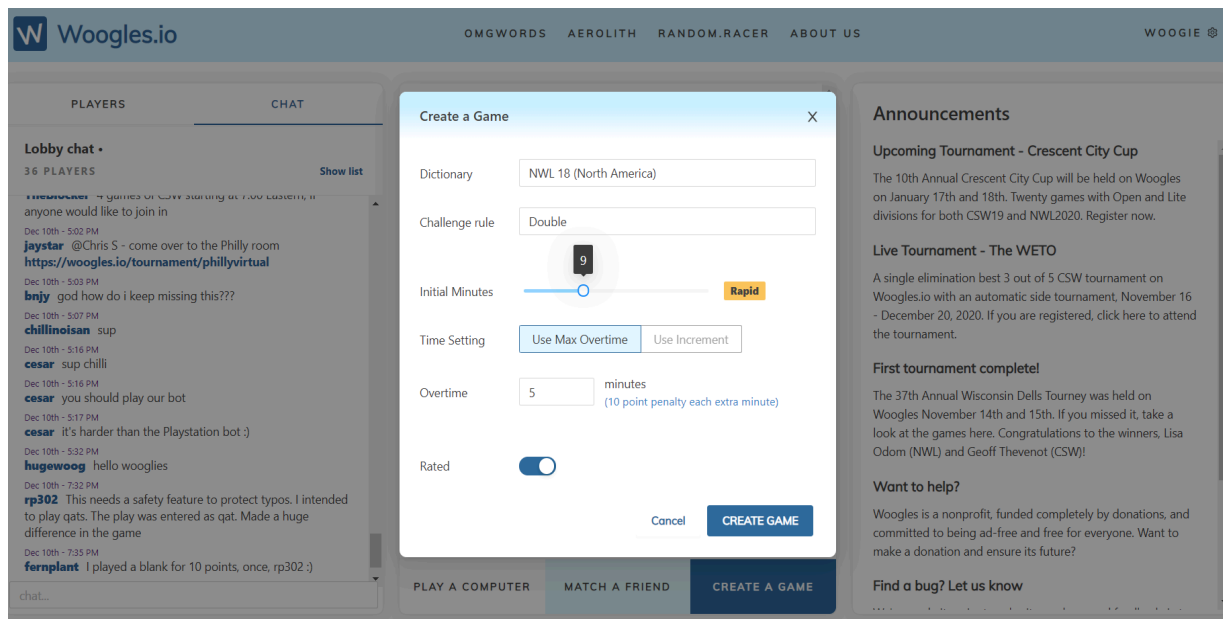 W Woogles.io
OMGWORDS AEROLITH RANDOM.RACER ABOUT US
WOOGIE
PLAYERS CHAT
Lobby chat •
36 PLAYERS Show list
TheBlocker 4 games of CSW starting at 7:00 Eastern, if
anyone would like to join in
Dec 10th - 5:02 PM
jaystar @Chris S - come over to the Philly room
https://woogles.io/tournament/phillyvirtual
Dec 10th - 5:03 PM
bnjy god how do i keep missing this???
Dec 10th - 5:07 PM
chillinoisan sup
Dec 10th - 5:16 PM
cesar sup chilli
Dec 10th - 5:16 PM
cesar you should play our bot
Dec 10th - 5:17 PM
cesar it's harder than the Playstation bot :)
Dec 10th - 5:32 PM
hugewoog hello wooglies
Dec 10th - 7:32 PM
rp302 This needs a safety feature to protect typos. I intended
to play qats. The play was entered as qat. Made a huge
difference in the game
Dec 10th - 7:35 PM
fernplant I played a blank for 10 points, once, rp302 :)
chat...
Create a Game X
Dictionary NWL 18 (North America)
Challenge rule Double
9
Initial Minutes Rapid
Time Setting Use Max Overtime Use Increment
Overtime 5 minutes
(10 point penalty each extra minute)
Rated
Cancel CREATE GAME
PLAY A COMPUTER MATCH A FRIEND CREATE A GAME
Announcements
Upcoming Tournament - Crescent City Cup
The 10th Annual Crescent City Cup will be held on Woogles
on January 17th and 18th. Twenty games with Open and Lite
divisions for both CSW19 and NWL2020. Register now.
Live Tournament - The WETO
A single elimination best 3 out of 5 CSW tournament on
Woogles.io with an automatic side tournament, November 16
- December 20, 2020. If you are registered, click here to attend
the tournament.
First tournament complete!
The 37th Annual Wisconsin Dells Tourney was held on
Woogles November 14th and 15th. If you missed it, take a
look at the games here. Congratulations to the winners, Lisa
Odom (NWL) and Geoff Thevenot (CSW)!
Want to help?
Woogles is a nonprofit, funded completely by donations, and
committed to being ad-free and free for everyone. Want to
make a donation and ensure its future?
Find a bug? Let us know